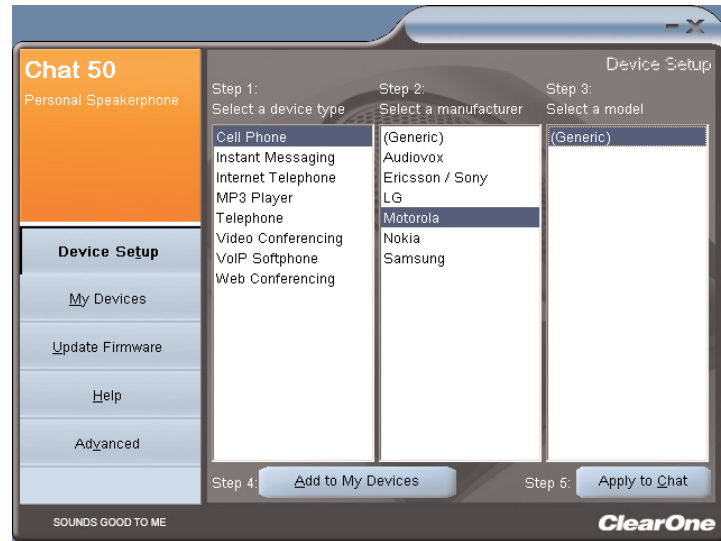 Chat 50
Personal Speakerphone
Device Setup
My Devices
Update Firmware
Help
Advanced
SOUNDS GOOD TO ME
Device Setup
Step 1:
Select a device type
Cell Phone
Instant Messaging
Internet Telephone
MP3 Player
Telephone
Video Conferencing
VoIP Softphone
Web Conferencing
Step 2:
Select a manufacturer
(Generic)
Audiovox
Ericsson / Sony
LG
Motorola
Nokia
Samsung
Step 3:
Select a model
(Generic)
Step 4: Add to My Devices
Step 5: Apply to Chat
ClearOne